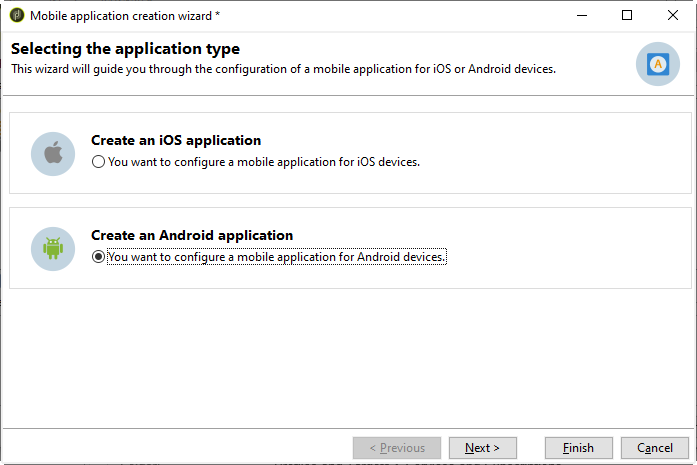 Mobile application creation wizard *
Selecting the application type
This wizard will guide you through the configuration of a mobile application for iOS or Android devices.
A
Create an iOS application
You want to configure a mobile application for iOS devices.
Create an Android application
You want to configure a mobile application for Android devices.
< Previous
Next >
Finish
Cancel